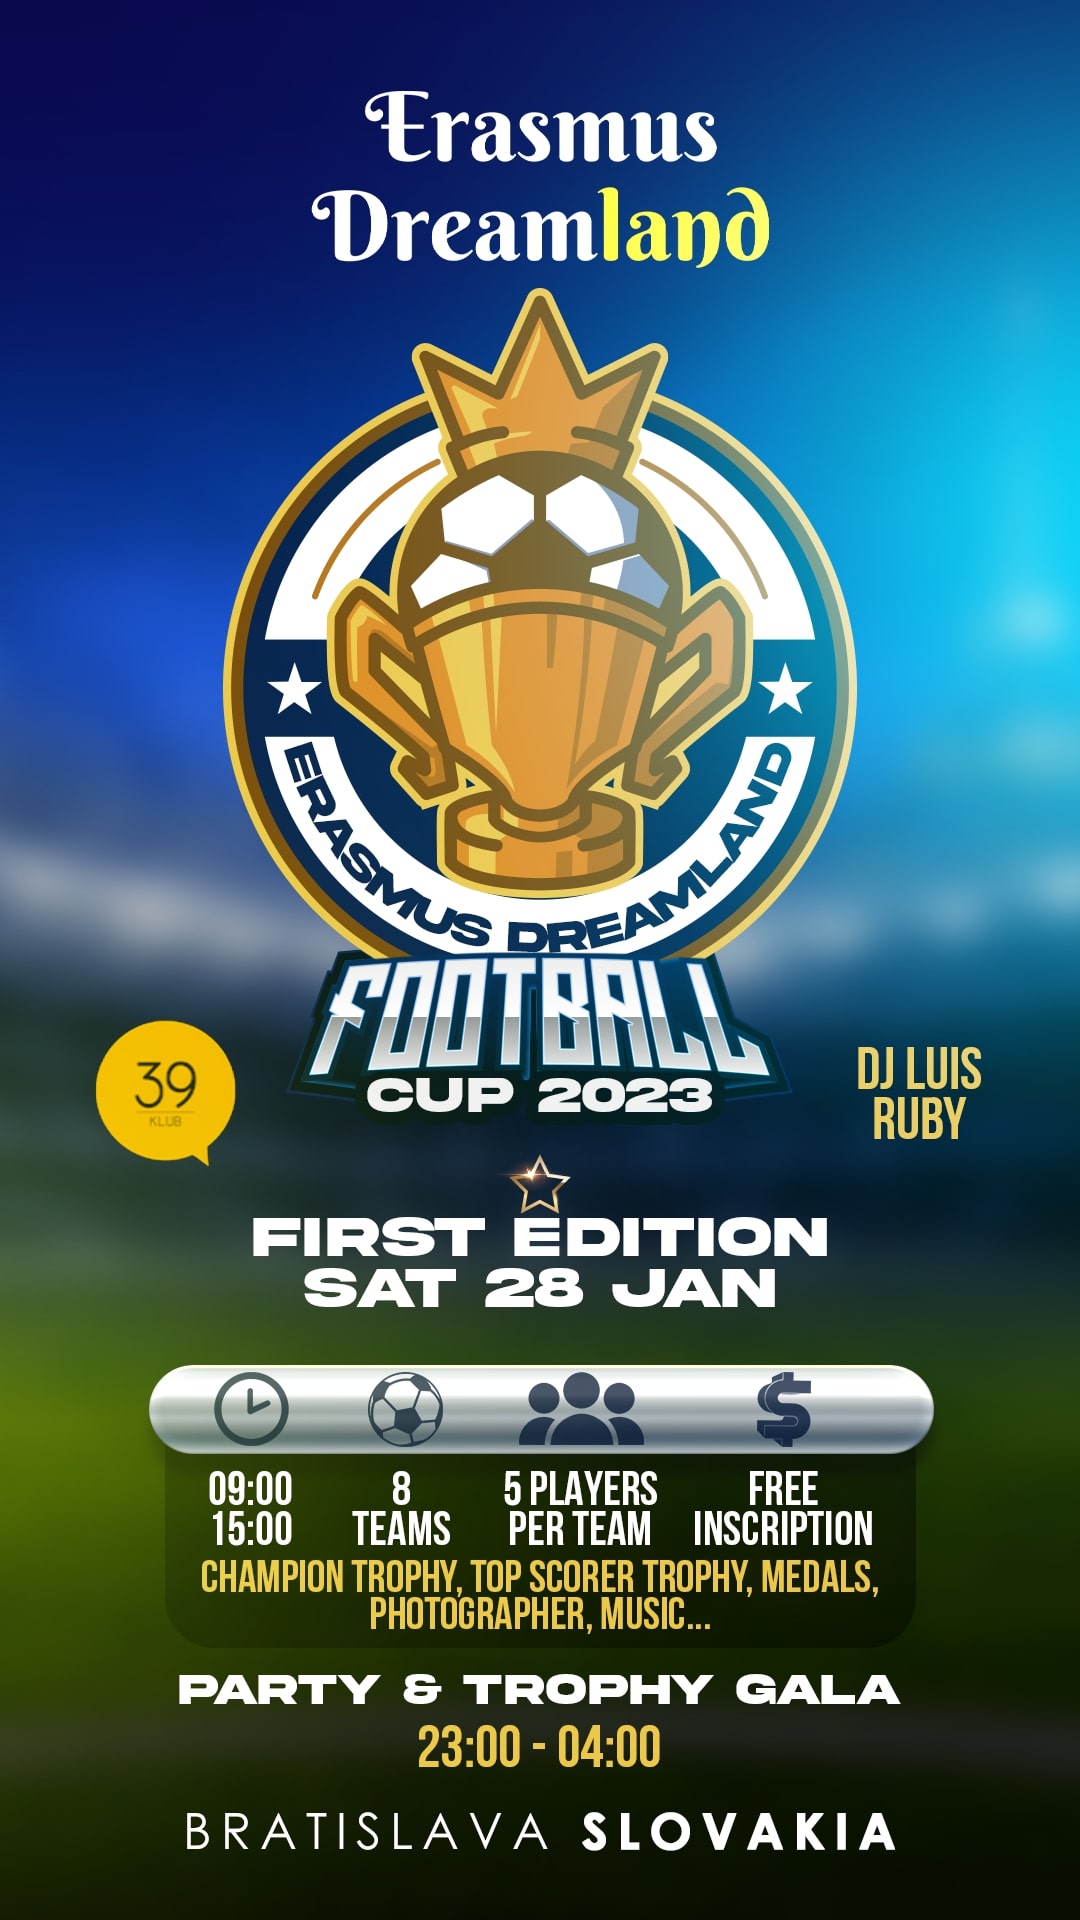 Erasmus
Dreamland
ERASMUS DREAMLAND
FOOTBALL
CUP 2023
39
KLUB
DJ LUIS
RUBY
FIRST EDITION
SAT 28 JAN
09:00
15:00
8
TEAMS
5 PLAYERS
PER TEAM
FREE
INSCRIPTION
CHAMPION TROPHY, TOP SCORER TROPHY, MEDALS,
PHOTOGRAPHER, MUSIC...
PARTY & TROPHY GALA
23:00 - 04:00
BRATISLAVA SLOVAKIA